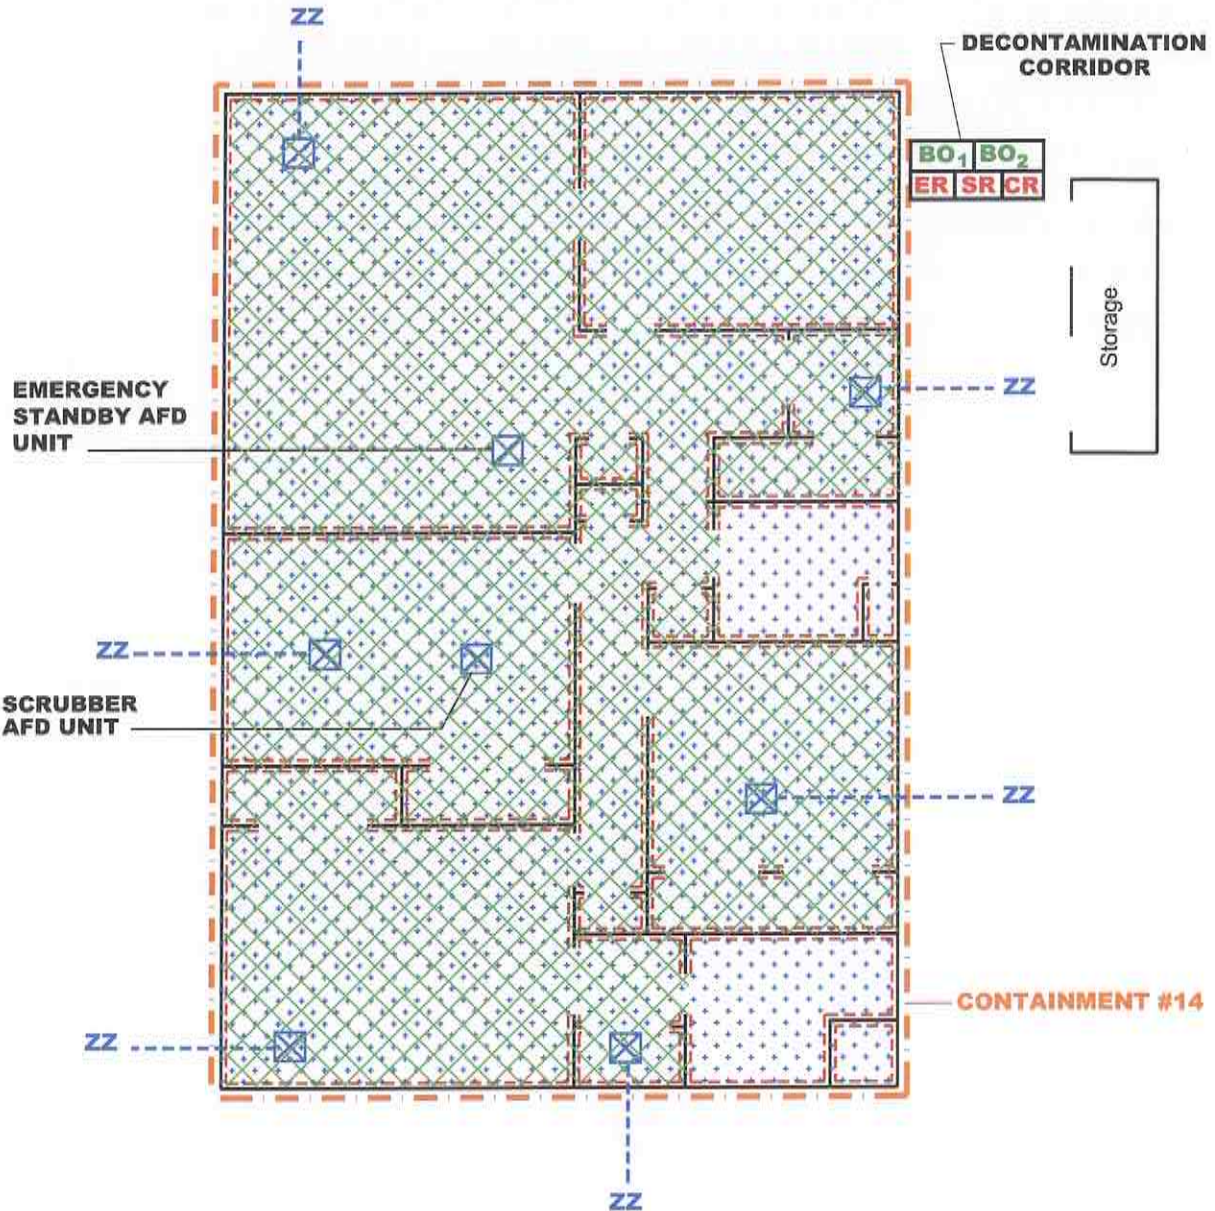 ZZ
DECONTAMINATION
CORRIDOR
BO1 BO2
ER SR CR
Storage
EMERGENCY
STANDBY AFD
UNIT
ZZ
ZZ
SCRUBBER
AFD UNIT
ZZ
CONTAINMENT #14
ZZ
ZZ